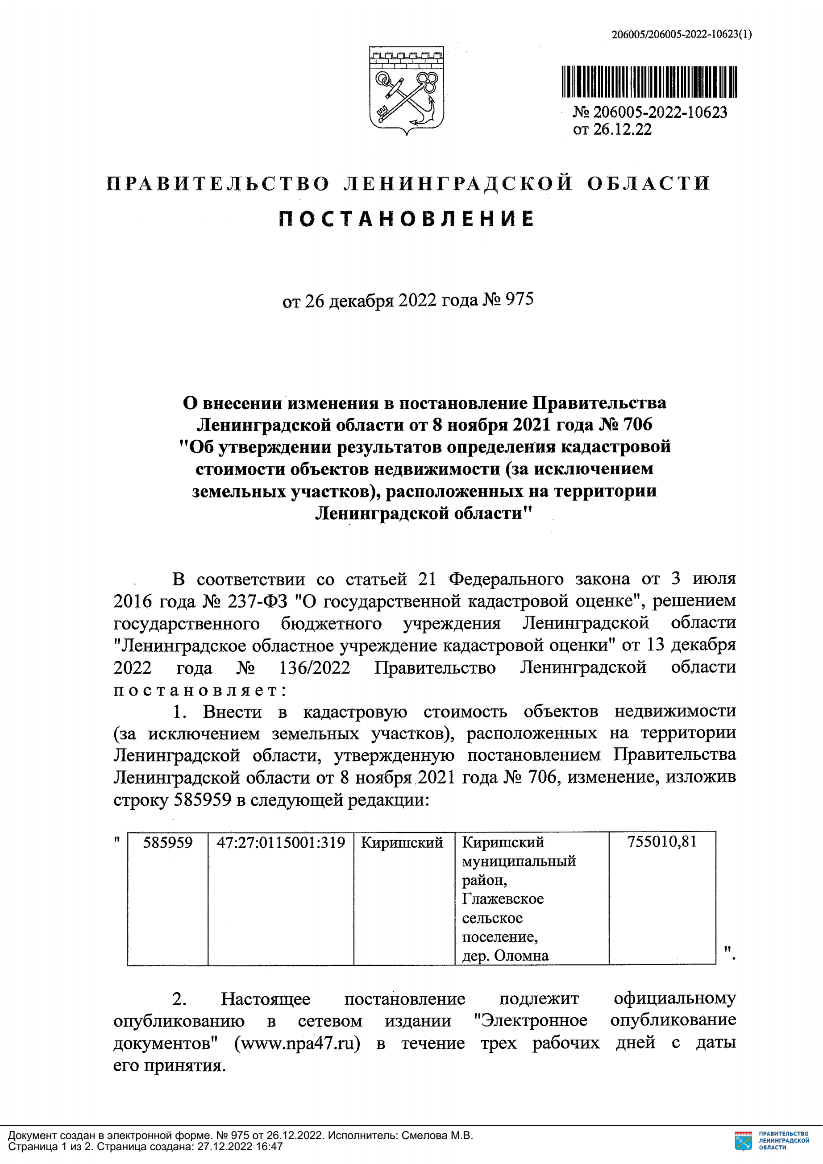 206005/206005-2022-10623(1)
№ 206005-2022-10623
от 26.12.22
ПРАВИТЕЛЬСТВО ЛЕНИНГРАДСКОЙ ОБЛАСТИ
ПОСТАНОВЛЕНИЕ
от 26 декабря 2022 года № 975
О внесении изменения в постановление Правительства
Ленинградской области от 8 ноября 2021 года № 706
"Об утверждении результатов определения кадастровой
стоимости объектов недвижимости (за исключением
земельных участков), расположенных на территории
Ленинградской области"
В соответствии со статьей 21 Федерального закона от 3 июля
2016 года № 237-ФЗ "О государственной кадастровой оценке", решением
государственного бюджетного учреждения Ленинградской области
"Ленинградское областное учреждение кадастровой оценки" от 13 декабря
2022 года № 136/2022 Правительство Ленинградской области
постановляет:
1. Внести в кадастровую стоимость объектов недвижимости
(за исключением земельных участков), расположенных на территории
Ленинградской области, утвержденную постановлением Правительства
Ленинградской области от 8 ноября 2021 года № 706, изменение, изложив
строку 585959 в следующей редакции:
" 585959 47:27:0115001:319 Киришский Киришский 755010,81
муниципальный
район,
Глажевское
сельское
поселение,
дер. Оломна ".
2. Настоящее постановление подлежит официальному
опубликованию в сетевом издании "Электронное опубликование
документов" (www.npa47.ru) в течение трех рабочих дней с даты
его принятия.
Документ создан в электронной форме. № 975 от 26.12.2022. Исполнитель: Смелова М.В.
Страница 1 из 2. Страница создана: 27.12.2022 16:47
ПРАВИТЕЛЬСТВО
ЛЕНИНГРАДСКОЙ
ОБЛАСТИ